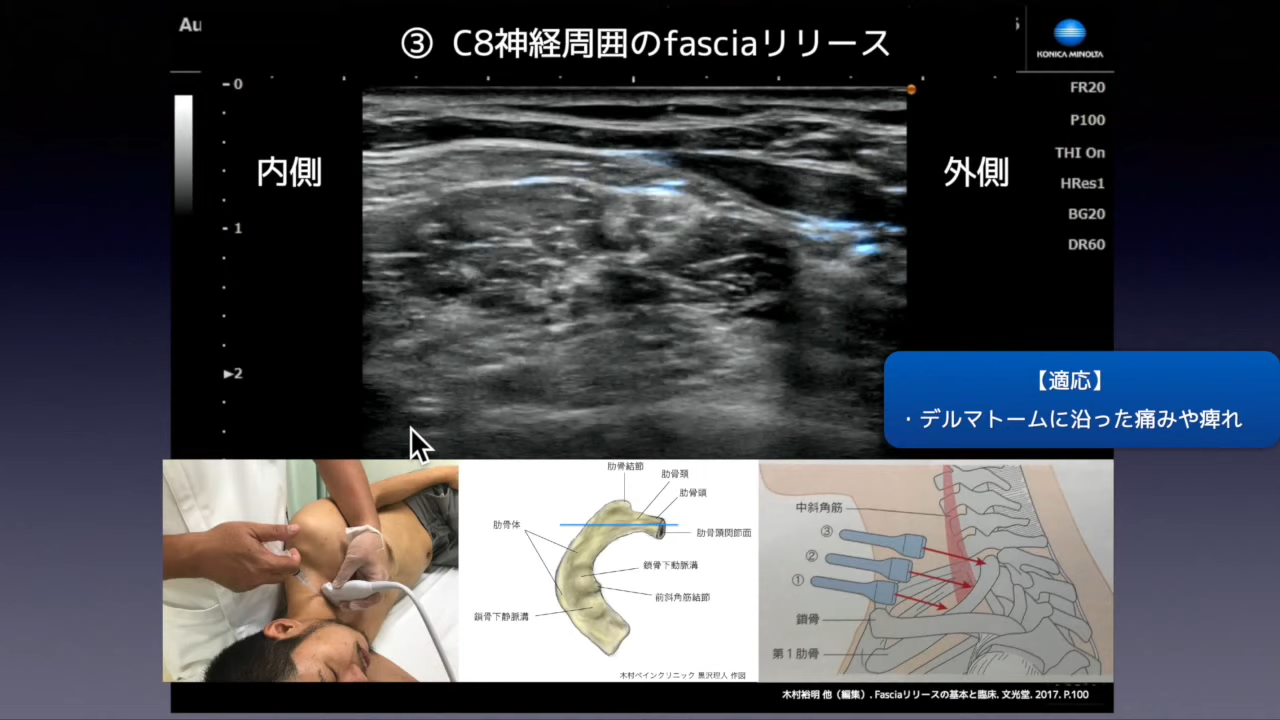 Au
③ C8神経周囲のfasciaリリース
KONICA MINOLTA
0
FR20
P100
THI On
HRes1
BG20
DR60
内側
外側
1
2
【適応】
・デルマトームに沿った痛みや痺れ
肋骨結節
肋骨頚
肋骨頭
肋骨体
肋骨頭関節面
鎖骨下動脈溝
前斜角筋結節
鎖骨下静脈溝
木村ペインクリニック 黒沢理人 作図
中斜角筋
③
②
①
鎖骨
第1肋骨
木村裕明 他（編集）. Fasciaリリースの基本と臨床. 文光堂. 2017. P.100